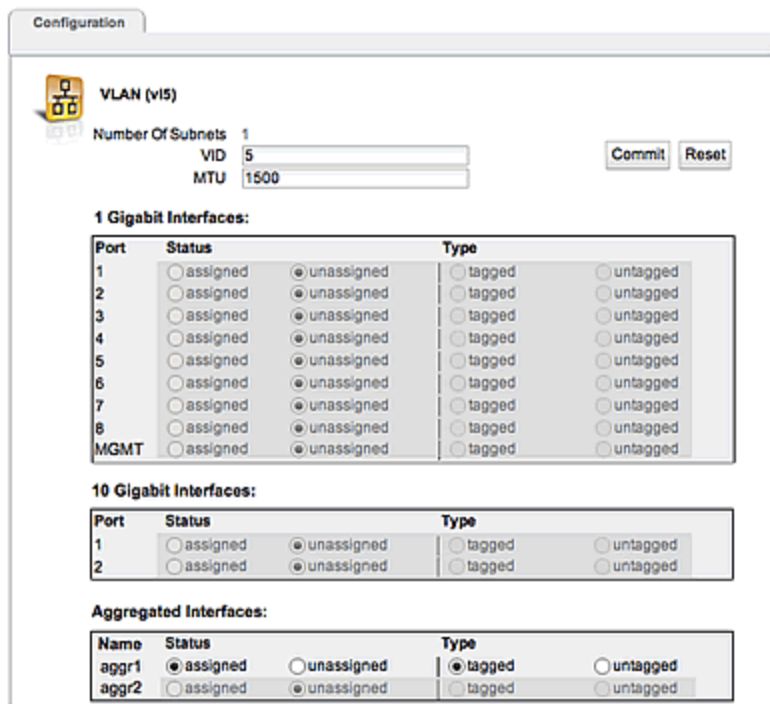 Configuration
VLAN (vl5)
Number Of Subnets 1
VID 5
MTU 1500
Commit Reset
1 Gigabit Interfaces:
Port Status Type
1 assigned unassigned tagged untagged
2 assigned unassigned tagged untagged
3 assigned unassigned tagged untagged
4 assigned unassigned tagged untagged
5 assigned unassigned tagged untagged
6 assigned unassigned tagged untagged
7 assigned unassigned tagged untagged
8 assigned unassigned tagged untagged
MGMT assigned unassigned tagged untagged
10 Gigabit Interfaces:
Port Status Type
1 assigned unassigned tagged untagged
2 assigned unassigned tagged untagged
Aggregated Interfaces:
Name Status Type
aggr1 assigned unassigned tagged untagged
aggr2 assigned unassigned tagged untagged